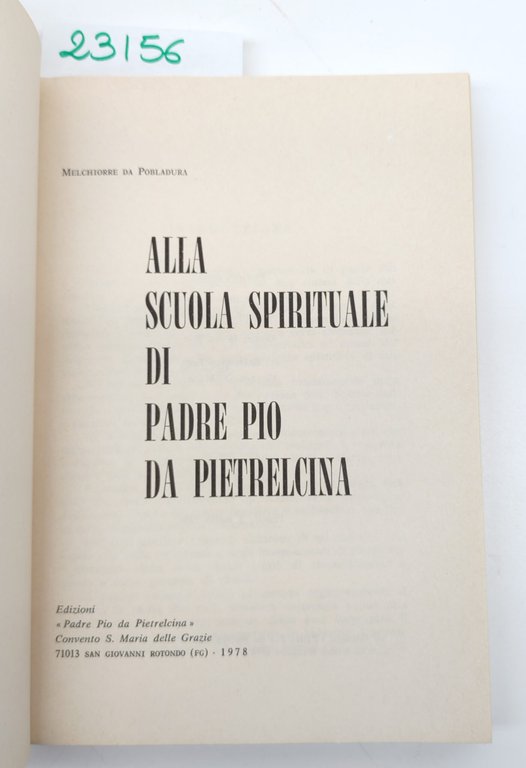 23156
MELCHIORRE DA POBLADURA
ALLA
SCUOLA SPIRITUALE
DI
PADRE PIO
DA PIETRELCINA
Edizioni
« Padre Pio da Pietrelcina »
Convento S. Maria delle Grazie
71013 SAN GIOVANNI ROTONDO (FG) - 1978